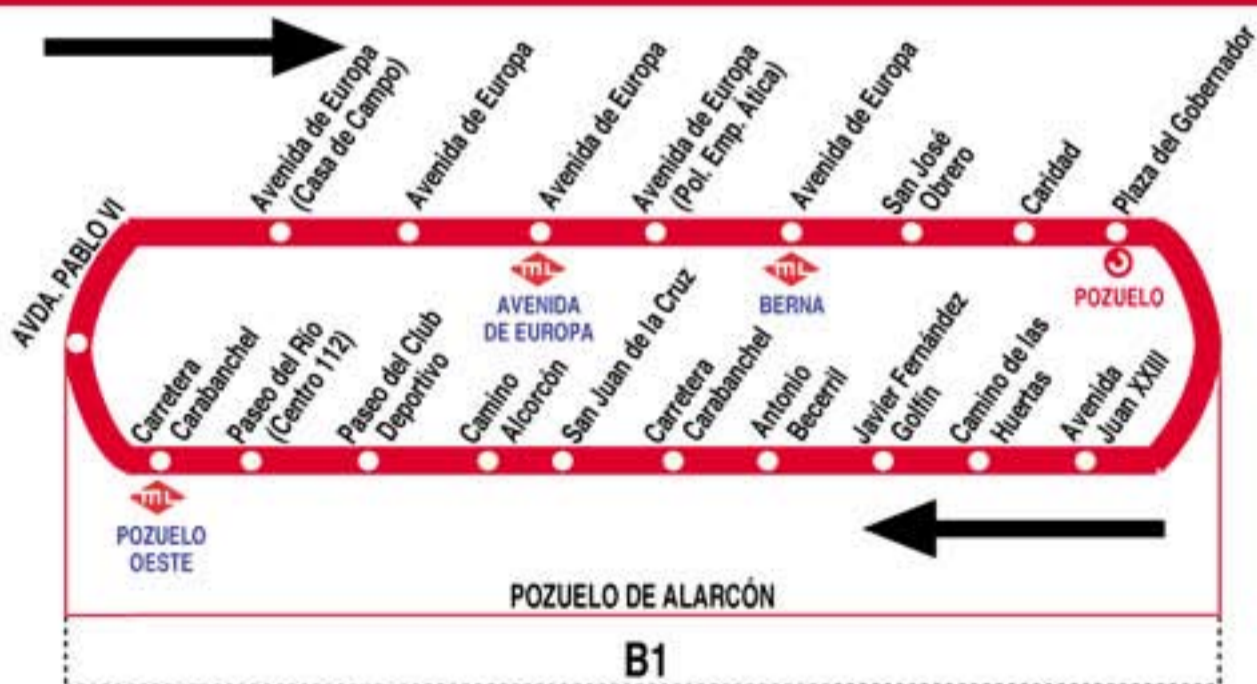 Avenida de Europa
(Casa de Campo)
Avenida de Europa
Avenida de Europa
Avenida de Europa
(Pol. Emp. Ática)
Avenida de Europa
San José
Obrero
Caridad
Plaza del Gobernador
AVDA. PABLO VI
mL
AVENIDA
DE EUROPA
mL
BERNA
POZUELO
Carretera
Carabanchel
Paseo del Río
(Centro 112)
Paseo del Club
Deportivo
Camino
Alcorcón
San Juan de la Cruz
Carretera
Carabanchel
Antonio
Becerril
Javier Fernández
Golfín
Camino de las
Huertas
Avenida
Juan XXIII
mL
POZUELO
OESTE
POZUELO DE ALARCÓN
B1